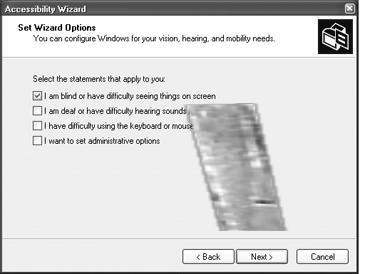 Accessibility Wizard
Set Wizard Options
You can configure Windows for your vision, hearing, and mobility needs.
Select the statements that apply to you:
I am blind or have difficulty seeing things on screen
I am deaf or have difficulty hearing sounds
I have difficulty using the keyboard or mouse
I want to set administrative options
< Back
Next >
Cancel